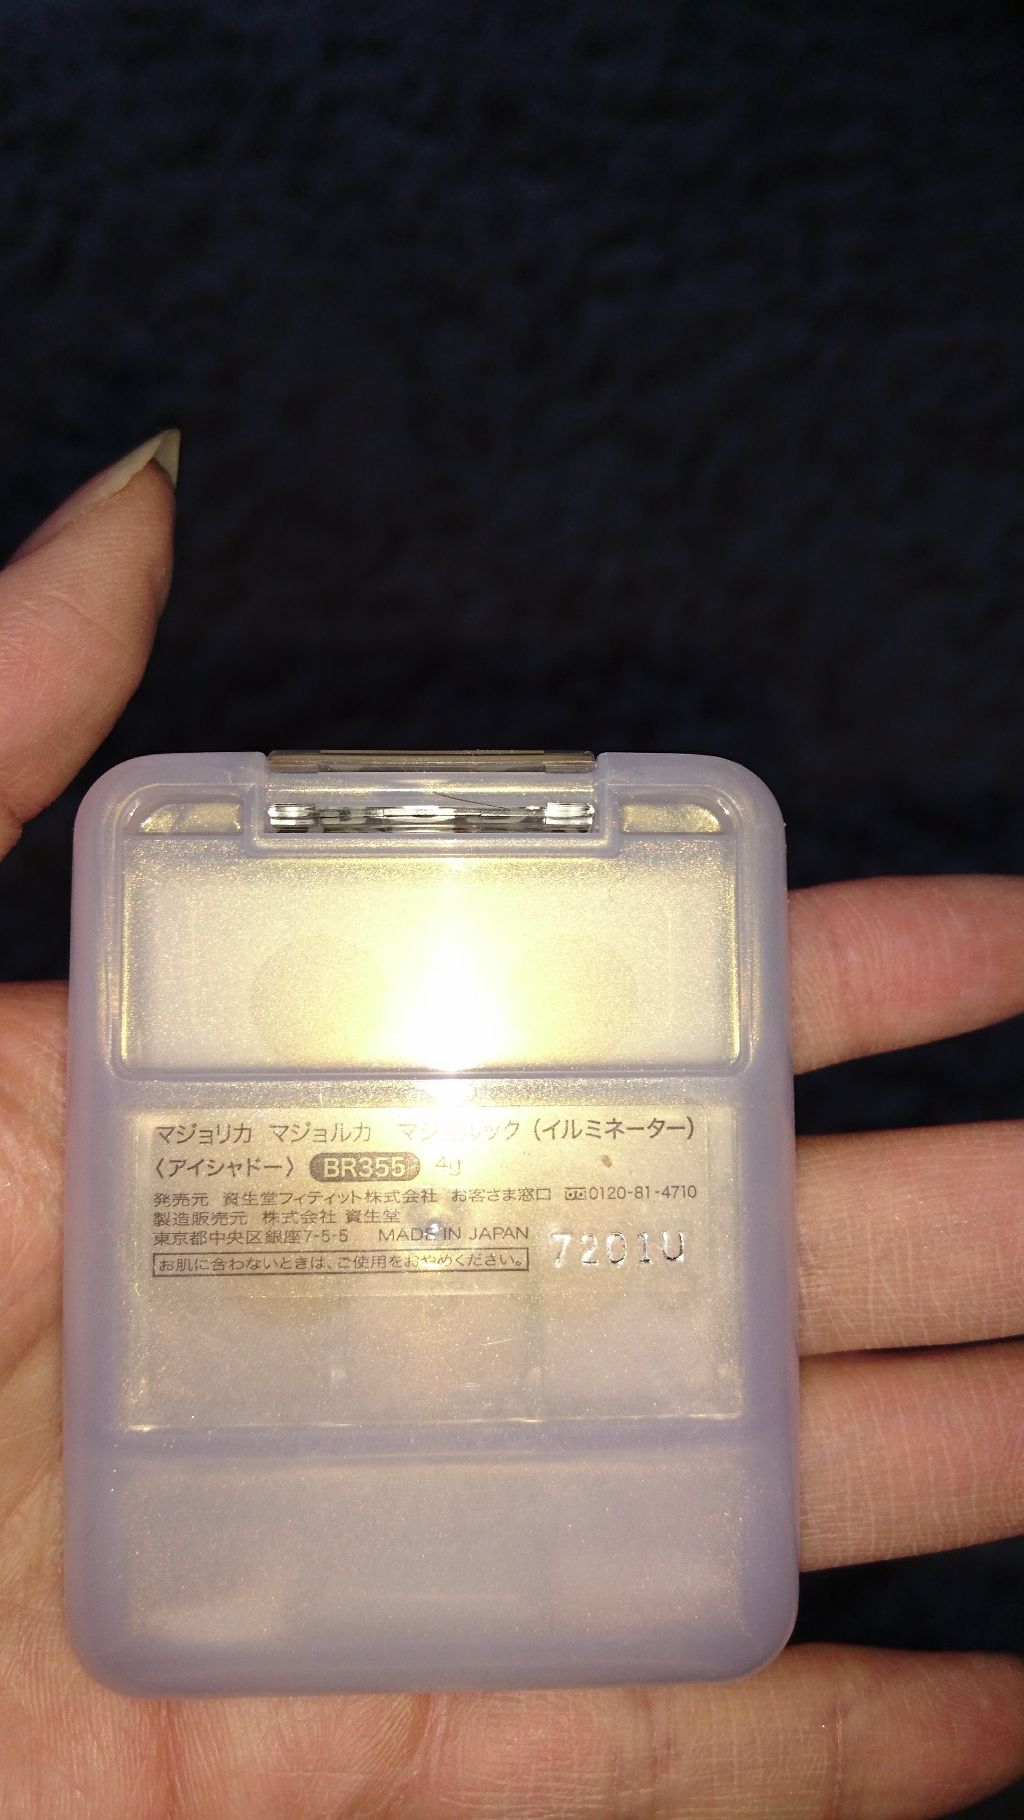 マジョリカ マジョルカ マジョルック（イルミネーター）
〈アイシャドー〉 BR355 4g
発売元 資生堂フィティット株式会社 お客さま窓口 0120-81-4710
製造販売元 株式会社 資生堂
東京都中央区銀座7-5-5 MADE IN JAPAN
お肌に合わないときは、ご使用をおやめください。
7201U